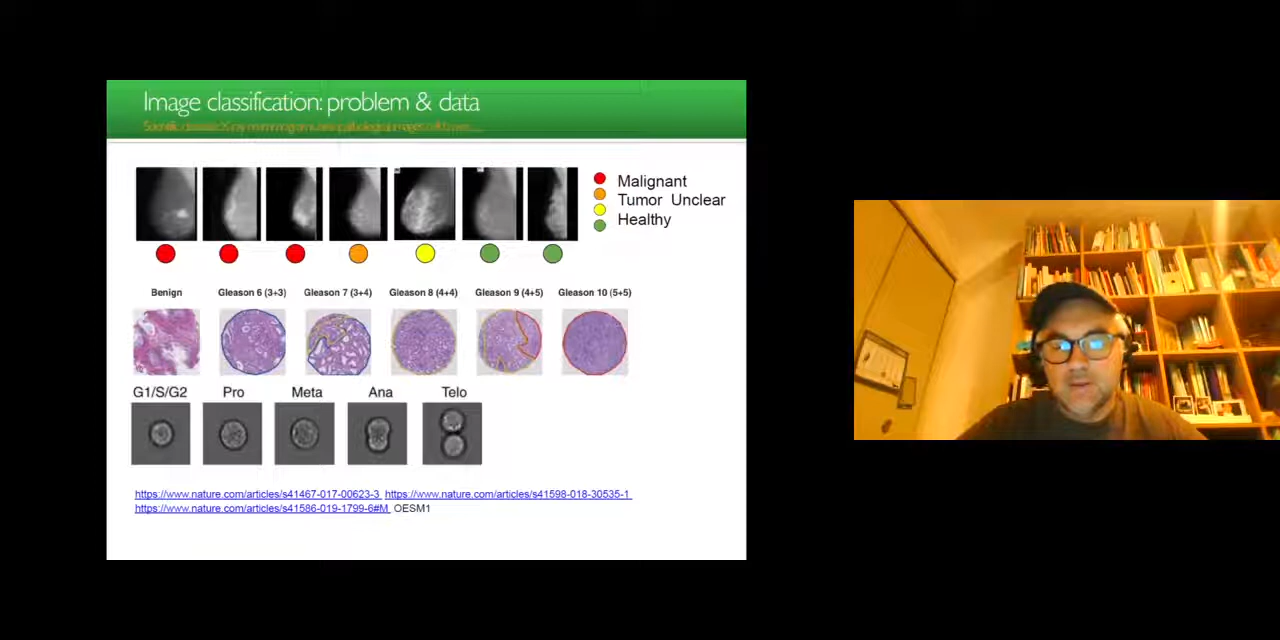 Image classification: problem & data
Malignant
Tumor Unclear
Healthy
Benign Gleason 6 (3+3) Gleason 7 (3+4) Gleason 8 (4+4) Gleason 9 (4+5) Gleason 10 (5+5)
G1/S/G2 Pro Meta Ana Telo
https://www.nature.com/articles/s41467-017-00623-3 https://www.nature.com/articles/s41598-018-30535-1
https://www.nature.com/articles/s41586-019-1799-6#M OESM1